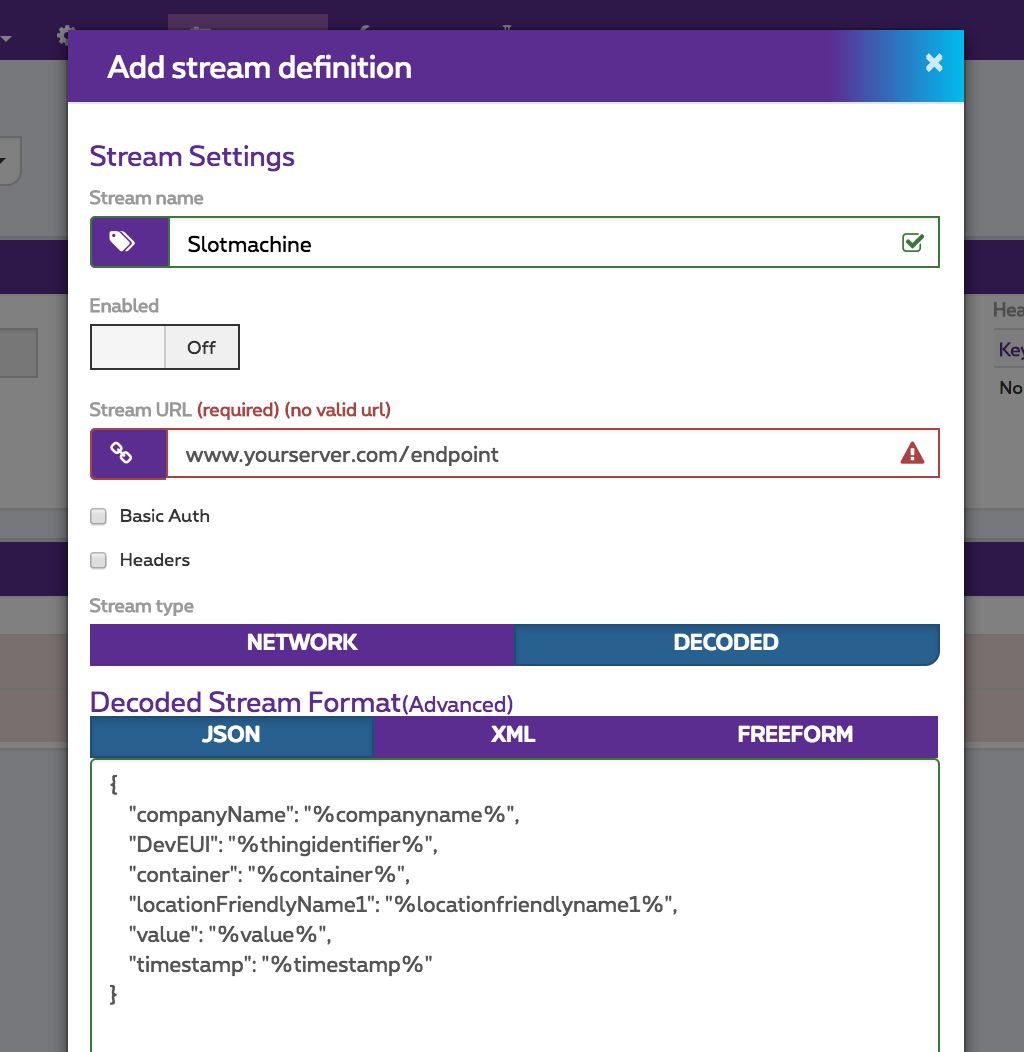 Add stream definition
Stream Settings
Stream name
Slotmachine
Enabled
Off
Stream URL (required) (no valid url)
www.yourserver.com/endpoint
Basic Auth
Headers
Stream type
NETWORK DECODED
Decoded Stream Format(Advanced)
JSON XML FREEFORM
{
"companyName": "%companyname%",
"DevEUI": "%thingidentifier%",
"container": "%container%",
"locationFriendlyName1": "%locationfriendlyname1%",
"value": "%value%",
"timestamp": "%timestamp%"
}
Hea
Key
No